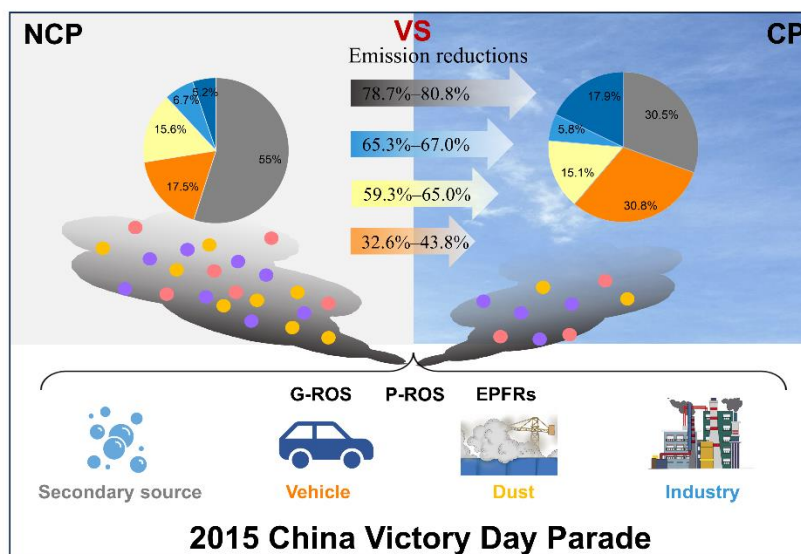 NCP
VS
CP
Emission reductions
5.2%
6.7%
15.6%
17.5%
55%
78.7%–80.8%
65.3%–67.0%
59.3%–65.0%
32.6%–43.8%
17.9%
30.5%
5.8%
15.1%
30.8%
G-ROS P-ROS EPFRs
Secondary source Vehicle Dust Industry
2015 China Victory Day Parade